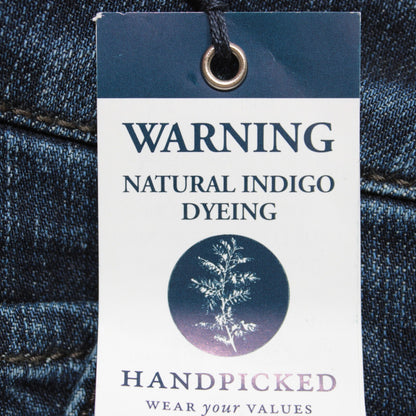 WARNING
NATURAL INDIGO
DYEING
HANDPICKED
WEAR your VALUES